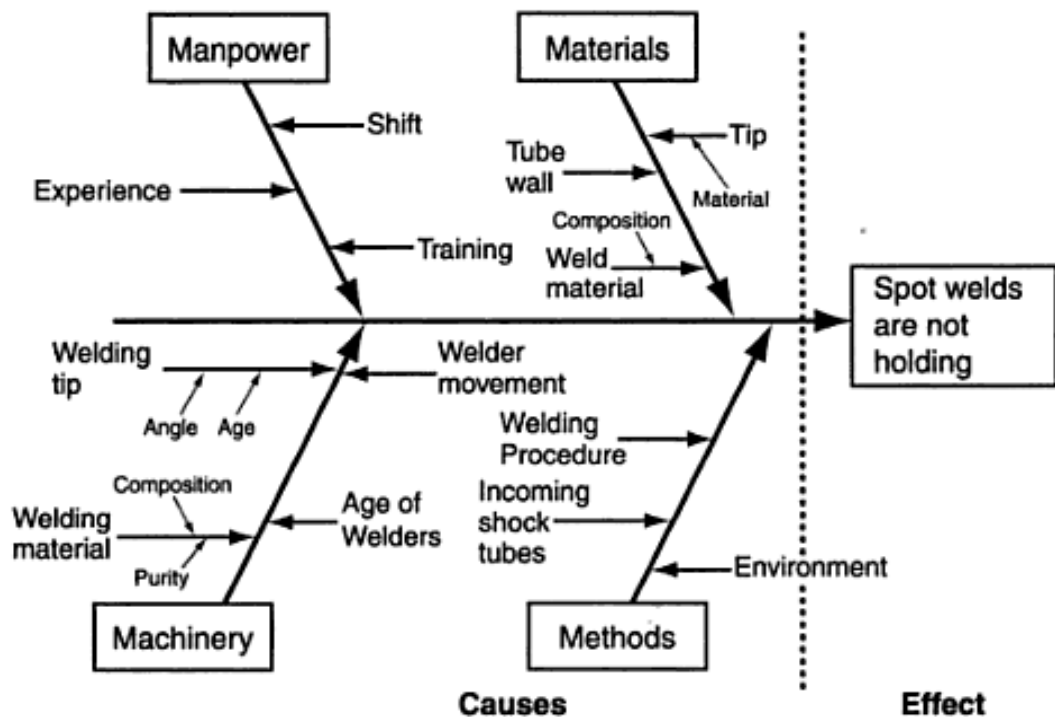 Manpower
Materials
Shift
Experience
Training
Tip
Tube
wall
Material
Composition
Weld
material
Spot welds
are not
holding
Welding
tip
Welder
movement
Angle
Age
Welding
Procedure
Composition
Welding
material
Purity
Age of
Welders
Incoming
shock
tubes
Environment
Machinery
Methods
Causes
Effect